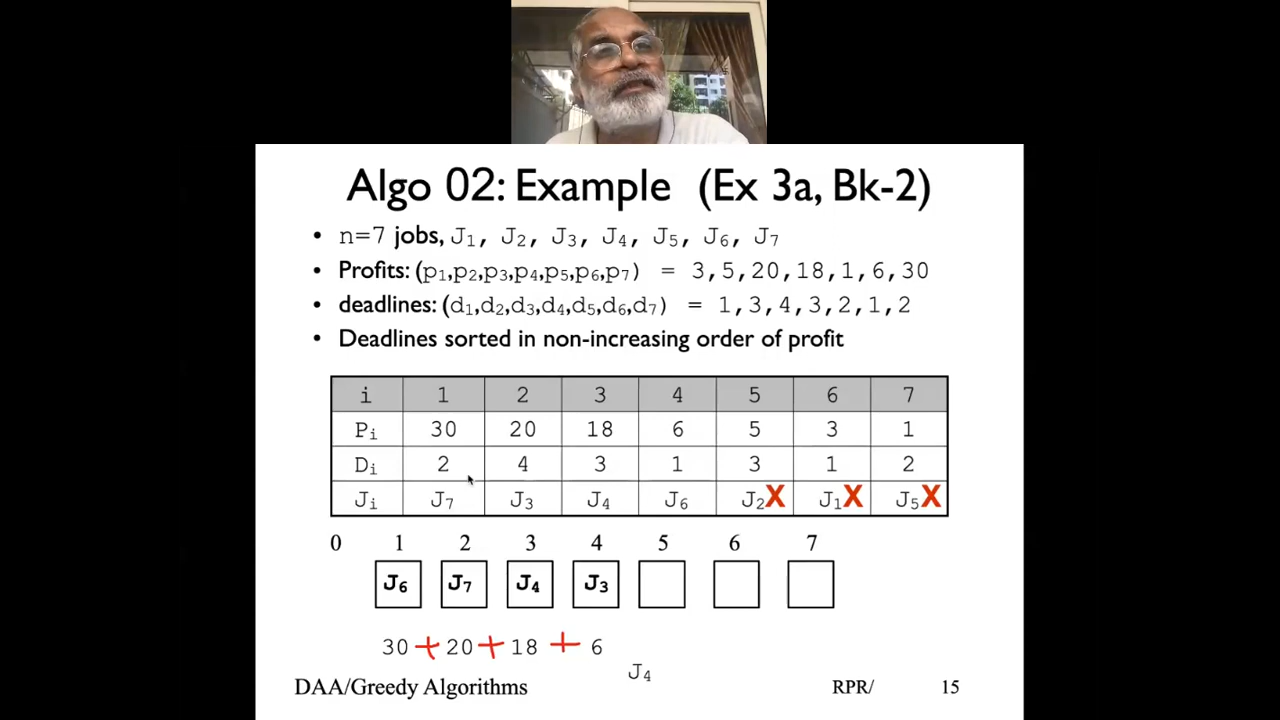 Algo 02: Example (Ex 3a, Bk-2)
• n=7 jobs, J₁, J₂, J₃, J₄, J₅, J₆, J₇
• Profits: (p₁,p₂,p₃,p₄,p₅,p₆,p₇) = 3,5,20,18,1,6,30
• deadlines: (d₁,d₂,d₃,d₄,d₅,d₆,d₇) = 1,3,4,3,2,1,2
• Deadlines sorted in non-increasing order of profit
i 1 2 3 4 5 6 7
Pᵢ 30 20 18 6 5 3 1
Dᵢ 2 4 3 1 3 1 2
Jᵢ J₇ J₃ J₄ J₆ J₂X J₁X J₅X
0 1 2 3 4 5 6 7
J₆ J₇ J₄ J₃
30 + 20 + 18 + 6
J₄
DAA/Greedy Algorithms RPR/ 15